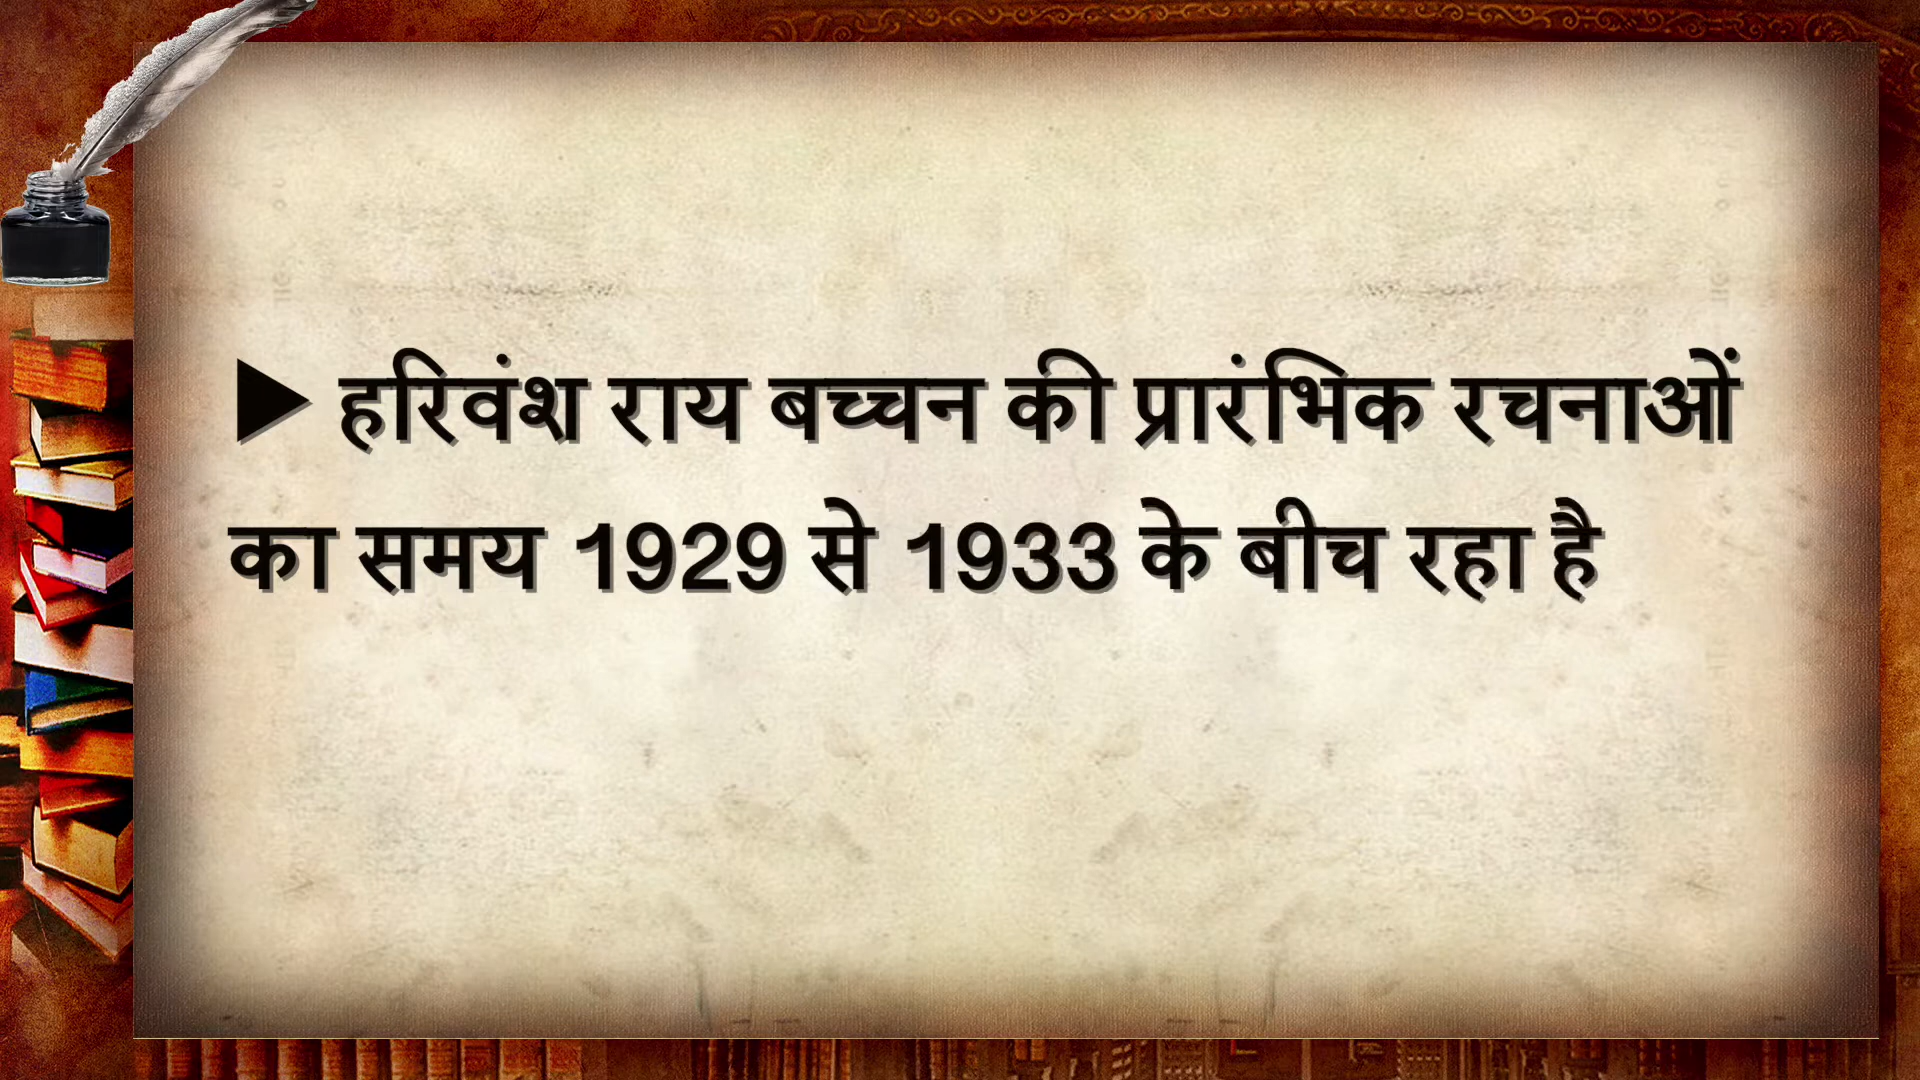 ▶ हरिवंश राय बच्चन की प्रारंभिक रचनाओं
का समय 1929 से 1933 के बीच रहा है